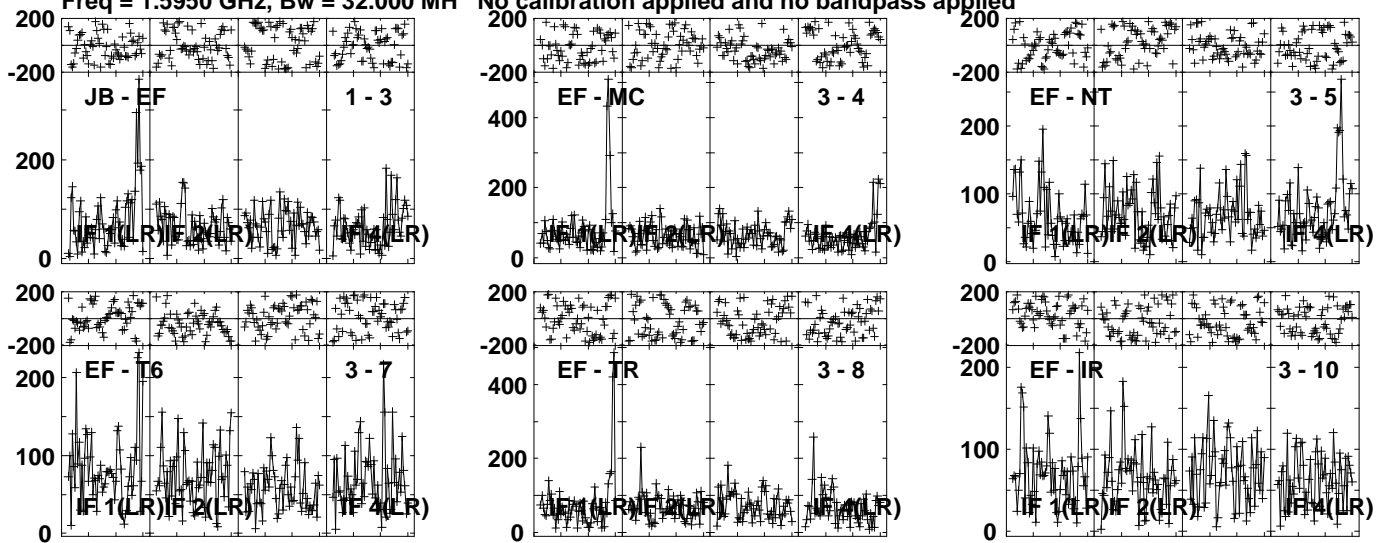 Freq = 1.5950 GHz, Bw = 32.000 MH No calibration applied and no bandpass applied
200
-200
JB - EF 1 - 3
200
0
IF 1(LR) IF 2(LR) IF 4(LR)
EF - MC 3 - 4
400
200
0
IF 1(LR) IF 2(LR) IF 4(LR)
200
-200
EF - NT 3 - 5
200
100
0
IF 1(LR) IF 2(LR) IF 4(LR)
200
-200
EF - T6 3 - 7
200
100
0
IF 1(LR) IF 2(LR) IF 4(LR)
200
-200
EF - TR 3 - 8
400
200
0
IF 1(LR) IF 2(LR) IF 4(LR)
200
-200
EF - IR 3 - 10
200
100
0
IF 1(LR) IF 2(LR) IF 4(LR)
200
-200